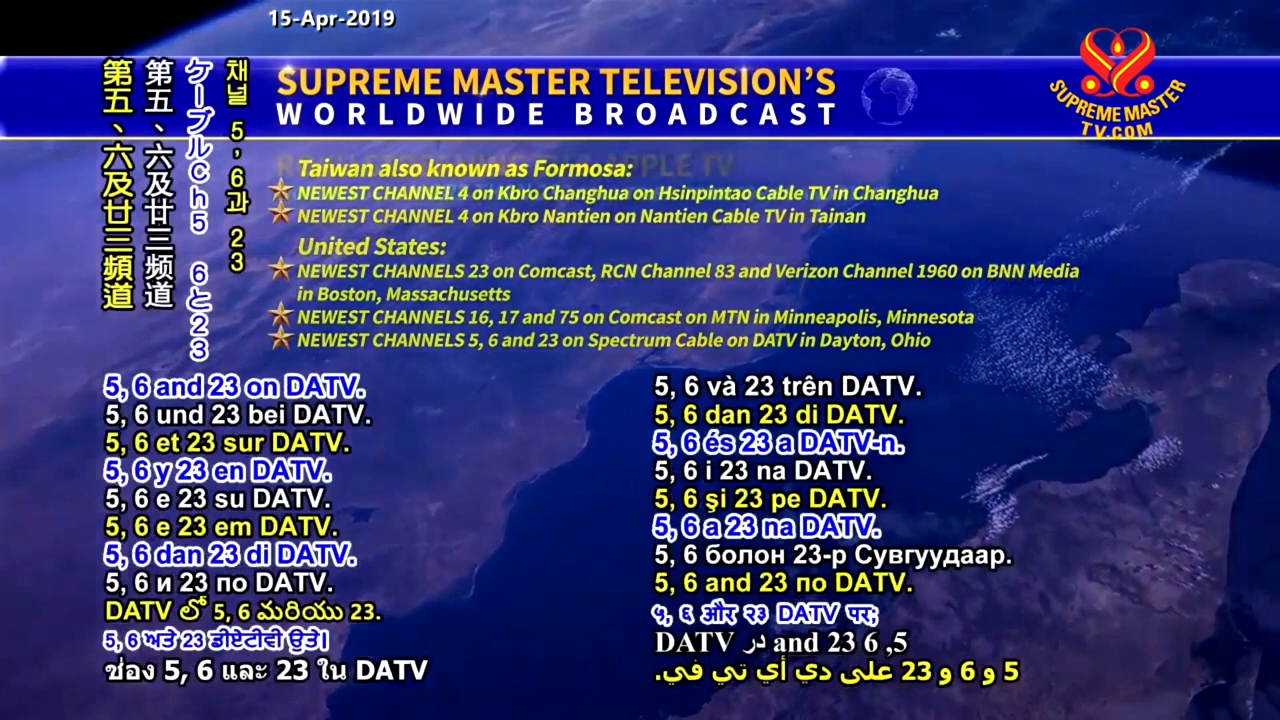 15-Apr-2019
SUPREME MASTER TELEVISION'S
WORLDWIDE BROADCAST
SUPREME MASTER
TV.COM
第五、六及廿三頻道
第五、六及廿三频道
ケーブルCh5 6と23
채널 5, 6과 23
Taiwan also known as Formosa:
NEWEST CHANNEL 4 on Kbro Changhua on Hsinpintao Cable TV in Changhua
NEWEST CHANNEL 4 on Kbro Nantien on Nantien Cable TV in Tainan
United States:
NEWEST CHANNELS 23 on Comcast, RCN Channel 83 and Verizon Channel 1960 on BNN Media
in Boston, Massachusetts
NEWEST CHANNELS 16, 17 and 75 on Comcast on MTN in Minneapolis, Minnesota
NEWEST CHANNELS 5, 6 and 23 on Spectrum Cable on DATV in Dayton, Ohio
5, 6 and 23 on DATV.
5, 6 und 23 bei DATV.
5, 6 et 23 sur DATV.
5, 6 y 23 en DATV.
5, 6 e 23 su DATV.
5, 6 e 23 em DATV.
5, 6 dan 23 di DATV.
5, 6 и 23 по DATV.
DATV లో 5, 6 మరియు 23.
5, 6 ਅਤੇ 23 ਡੀਏਟੀਵੀ ਉਤੇ।
ช่อง 5, 6 และ 23 ใน DATV
5, 6 và 23 trên DATV.
5, 6 dan 23 di DATV.
5, 6 és 23 a DATV-n.
5, 6 i 23 na DATV.
5, 6 şi 23 pe DATV.
5, 6 a 23 na DATV.
5, 6 болон 23-р Сувгуудаар.
5, 6 and 23 по DATV.
५, ६ और २३ DATV पर;
DATV در and 23 6 ,5
5 و 6 و 23 على دي أي تي في.